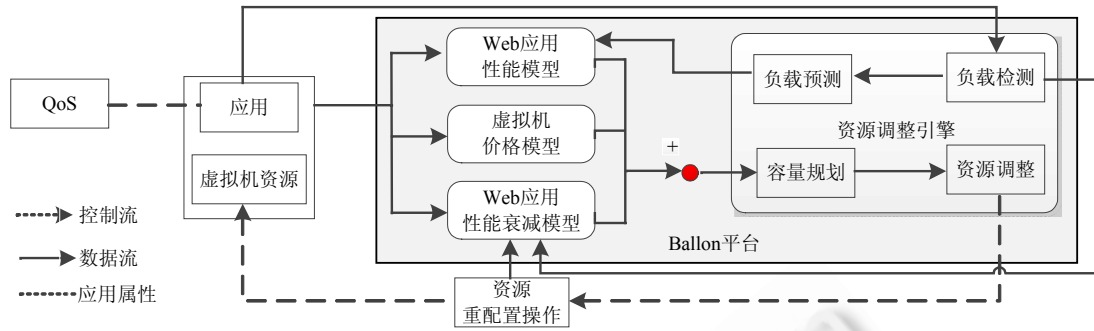 QoS
应用
虚拟机资源
Web应用
性能模型
虚拟机
价格模型
Web应用
性能衰减模型
+
负载预测
负载检测
资源调整引擎
容量规划
资源调整
Ballon平台
资源
重配置操作
控制流
数据流
应用属性